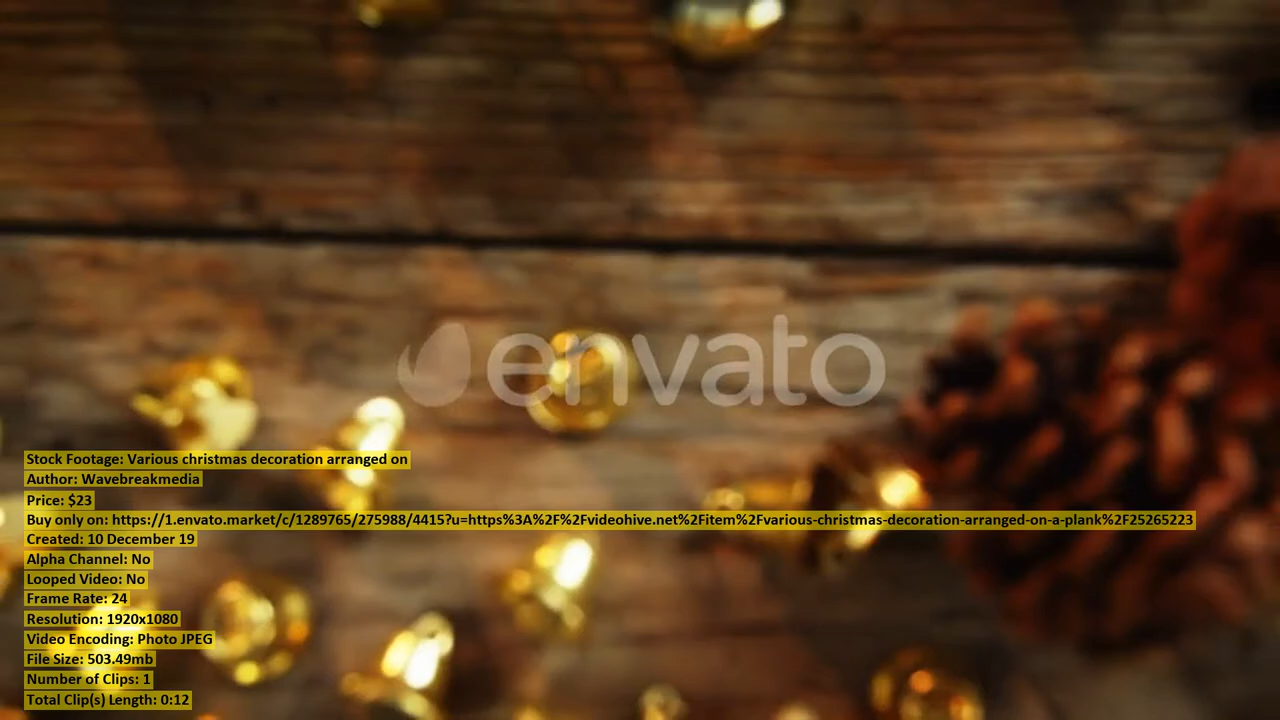 envato
Stock Footage: Various christmas decoration arranged on
Author: Wavebreakmedia
Price: $23
Buy only on: https://1.envato.market/c/1289765/275988/4415?u=https%3A%2F%2Fvideohive.net%2Fitem%2Fvarious-christmas-decoration-arranged-on-a-plank%2F25265223
Created: 10 December 19
Alpha Channel: No
Looped Video: No
Frame Rate: 24
Resolution: 1920x1080
Video Encoding: Photo JPEG
File Size: 503.49mb
Number of Clips: 1
Total Clip(s) Length: 0:12